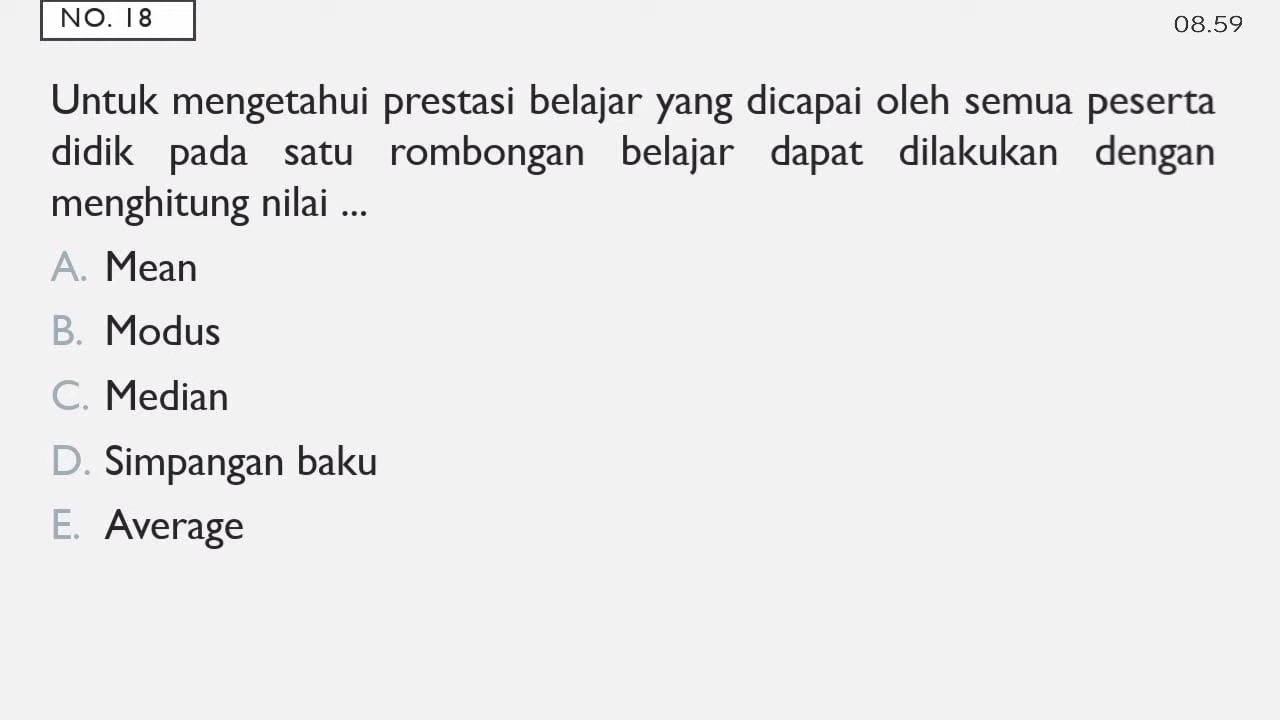 NO. 18
08.59
Untuk mengetahui prestasi belajar yang dicapai oleh semua peserta
didik pada satu rombongan belajar dapat dilakukan dengan
menghitung nilai ...
A. Mean
B. Modus
C. Median
D. Simpangan baku
E. Average